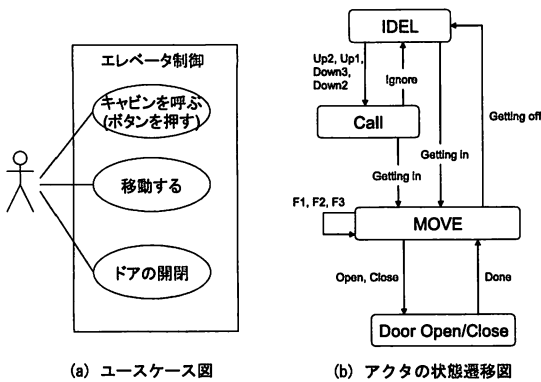 エレベータ制御
キャビンを呼ぶ
(ボタンを押す)
移動する
ドアの開閉
(a) ユースケース図
IDEL
Up2, Up1,
Down3,
Down2
Ignore
Call
Getting in
Getting in
Getting off
F1, F2, F3
MOVE
Open, Close
Done
Door Open/Close
(b) アクタの状態遷移図